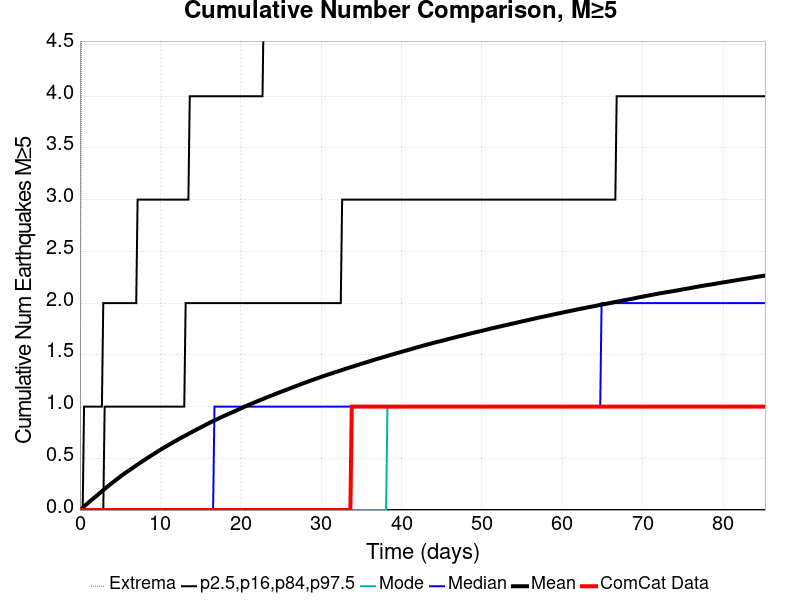 Cumulative Number Comparison, M≥5
Cumulative Num Earthquakes M≥5
4.5
4.0
3.5
3.0
2.5
2.0
1.5
1.0
0.5
0.0
0 10 20 30 40 50 60 70 80
Time (days)
Extrema p2.5,p16,p84,p97.5 Mode Median Mean ComCat Data